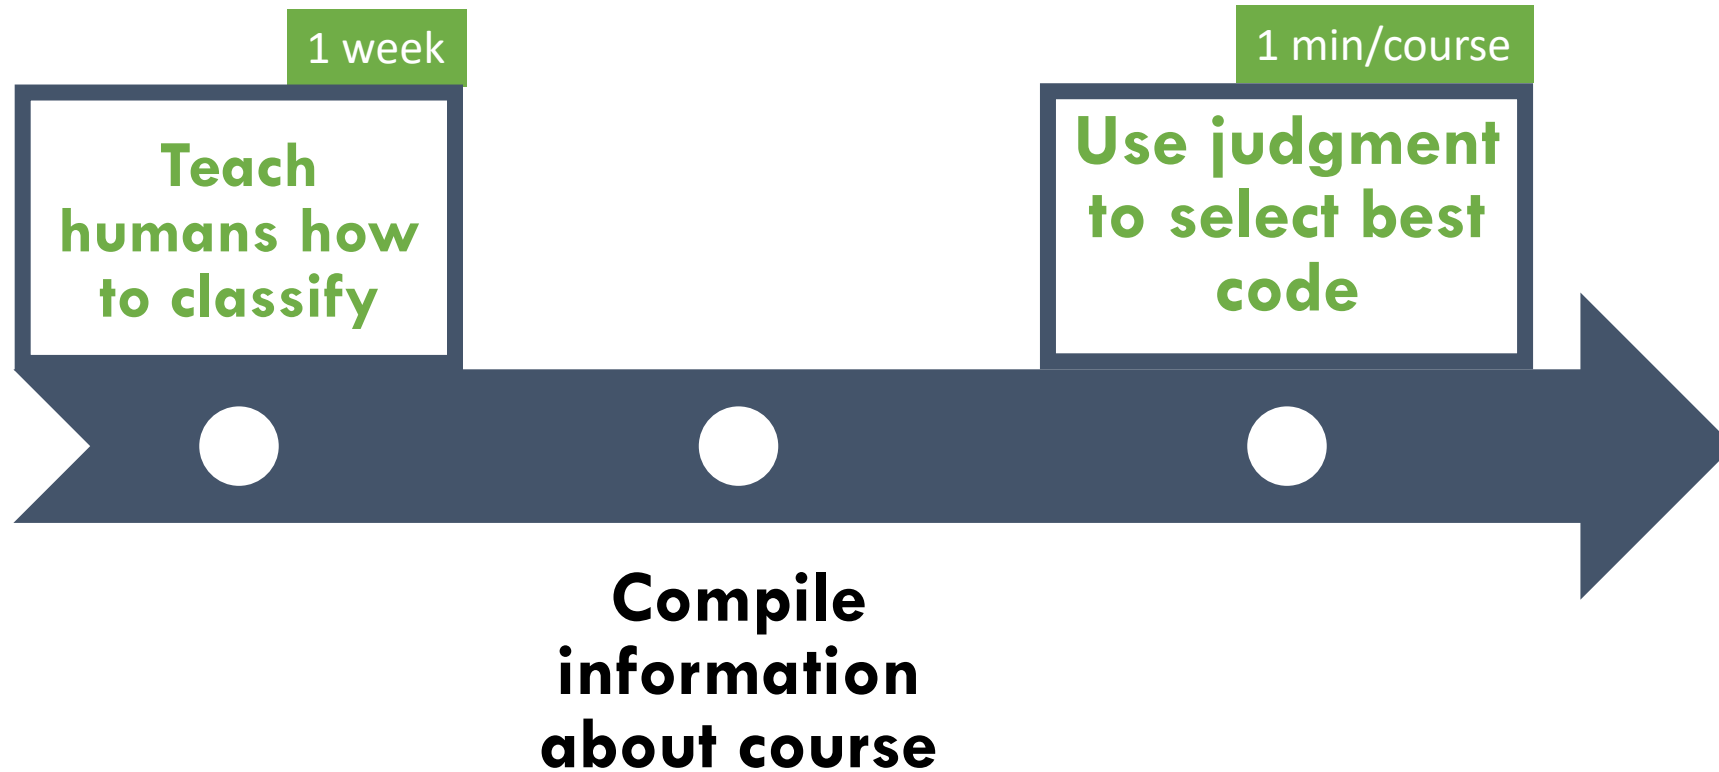 1 week
Teach
humans how
to classify
Compile
information
about course
1 min/course
Use judgment
to select best
code